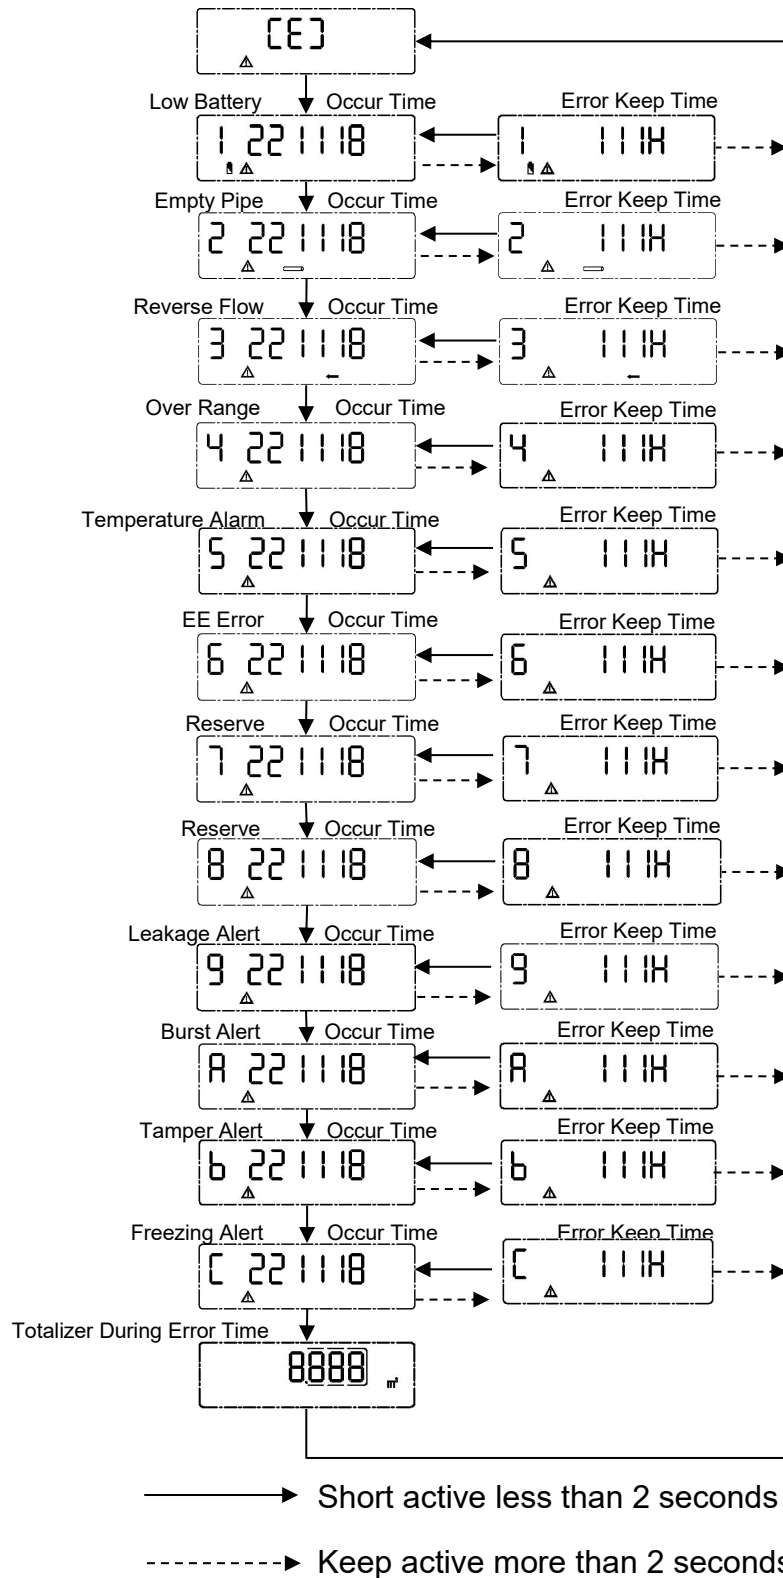 [E]
Low Battery Occur Time Error Keep Time
1 221118 1 111H
Empty Pipe Occur Time Error Keep Time
2 221118 2 111H
Reverse Flow Occur Time Error Keep Time
3 221118 3 111H
Over Range Occur Time Error Keep Time
4 221118 4 111H
Temperature Alarm Occur Time Error Keep Time
5 221118 5 111H
EE Error Occur Time Error Keep Time
6 221118 6 111H
Reserve Occur Time Error Keep Time
7 221118 7 111H
Reserve Occur Time Error Keep Time
8 221118 8 111H
Leakage Alert Occur Time Error Keep Time
9 221118 9 111H
Burst Alert Occur Time Error Keep Time
A 221118 A 111H
Tamper Alert Occur Time Error Keep Time
b 221118 b 111H
Freezing Alert Occur Time Error Keep Time
C 221118 C 111H
Totalizer During Error Time
8.888 m³
Short active less than 2 seconds
Keep active more than 2 seconds